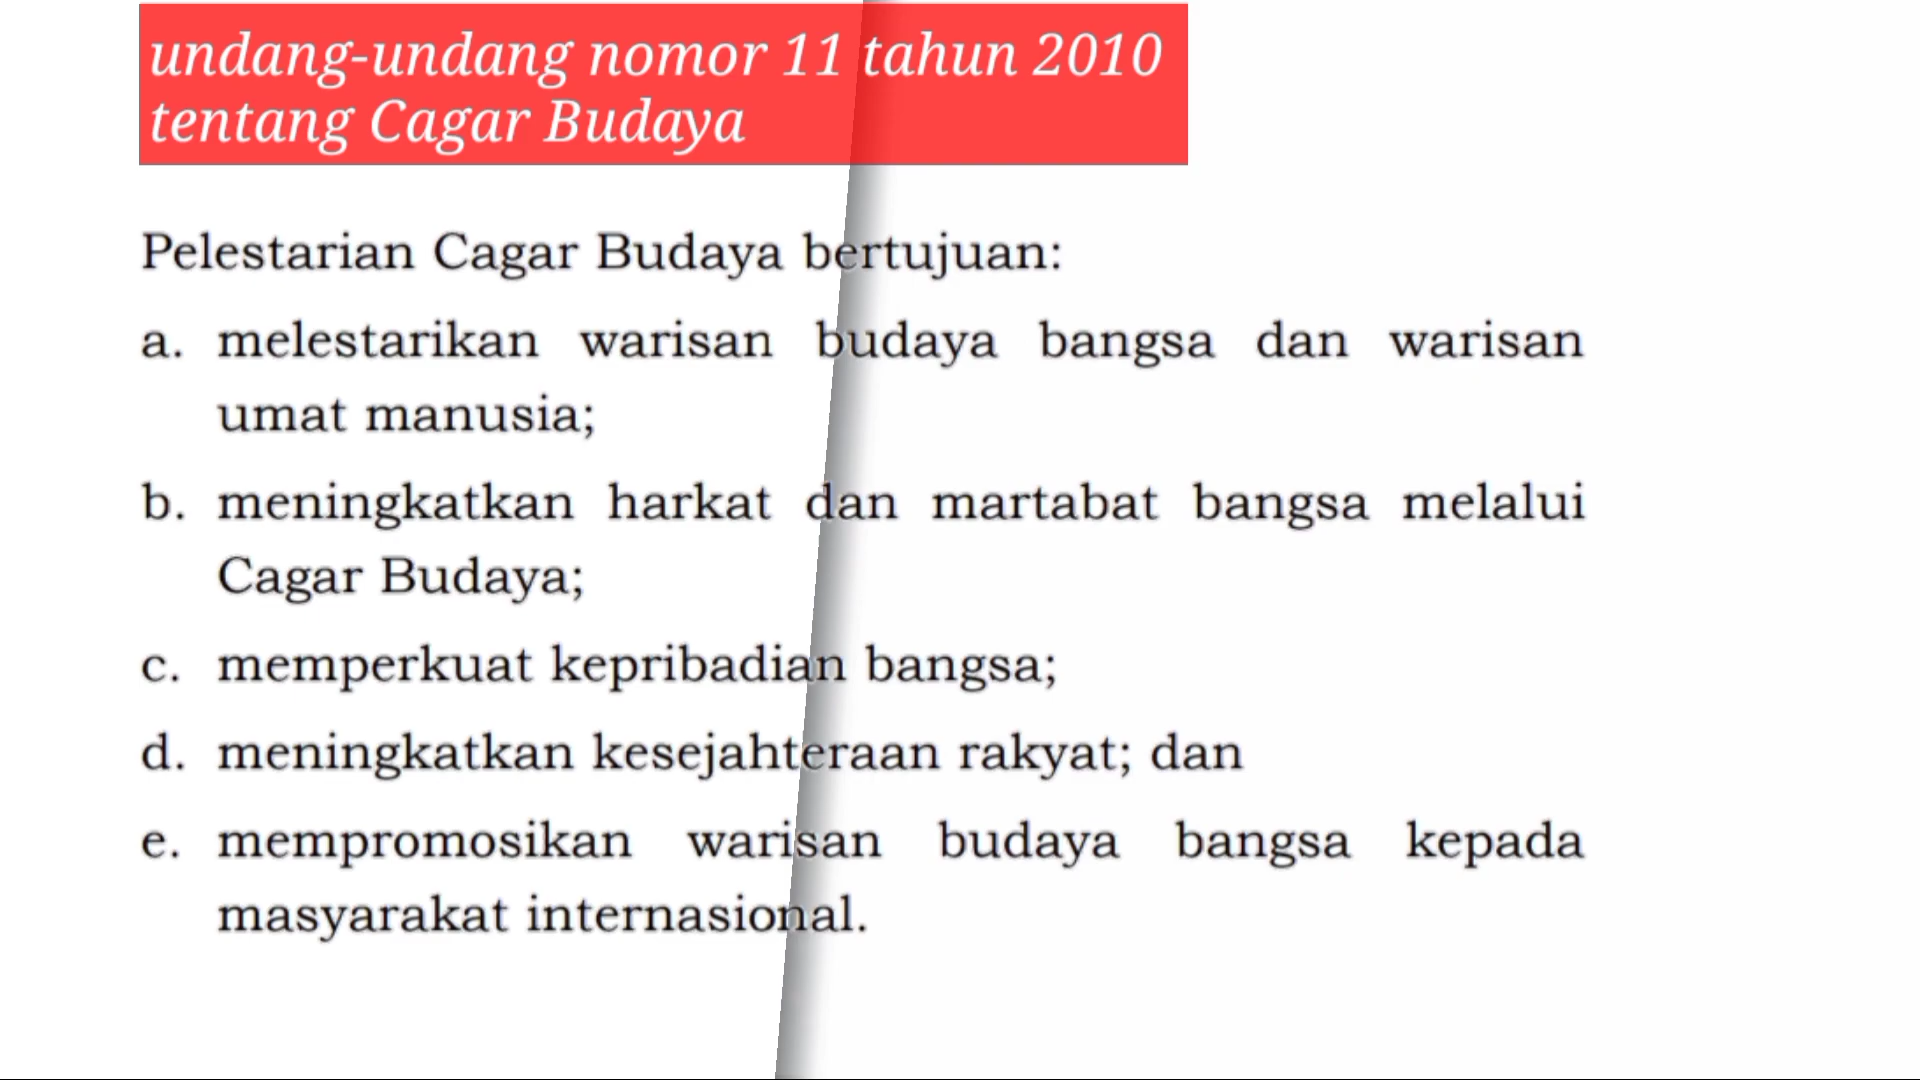 undang-undang nomor 11 tahun 2010
tentang Cagar Budaya
Pelestarian Cagar Budaya bertujuan:
a. melestarikan warisan budaya bangsa dan warisan
umat manusia;
b. meningkatkan harkat dan martabat bangsa melalui
Cagar Budaya;
c. memperkuat kepribadian bangsa;
d. meningkatkan kesejahteraan rakyat; dan
e. mempromosikan warisan budaya bangsa kepada
masyarakat internasional.